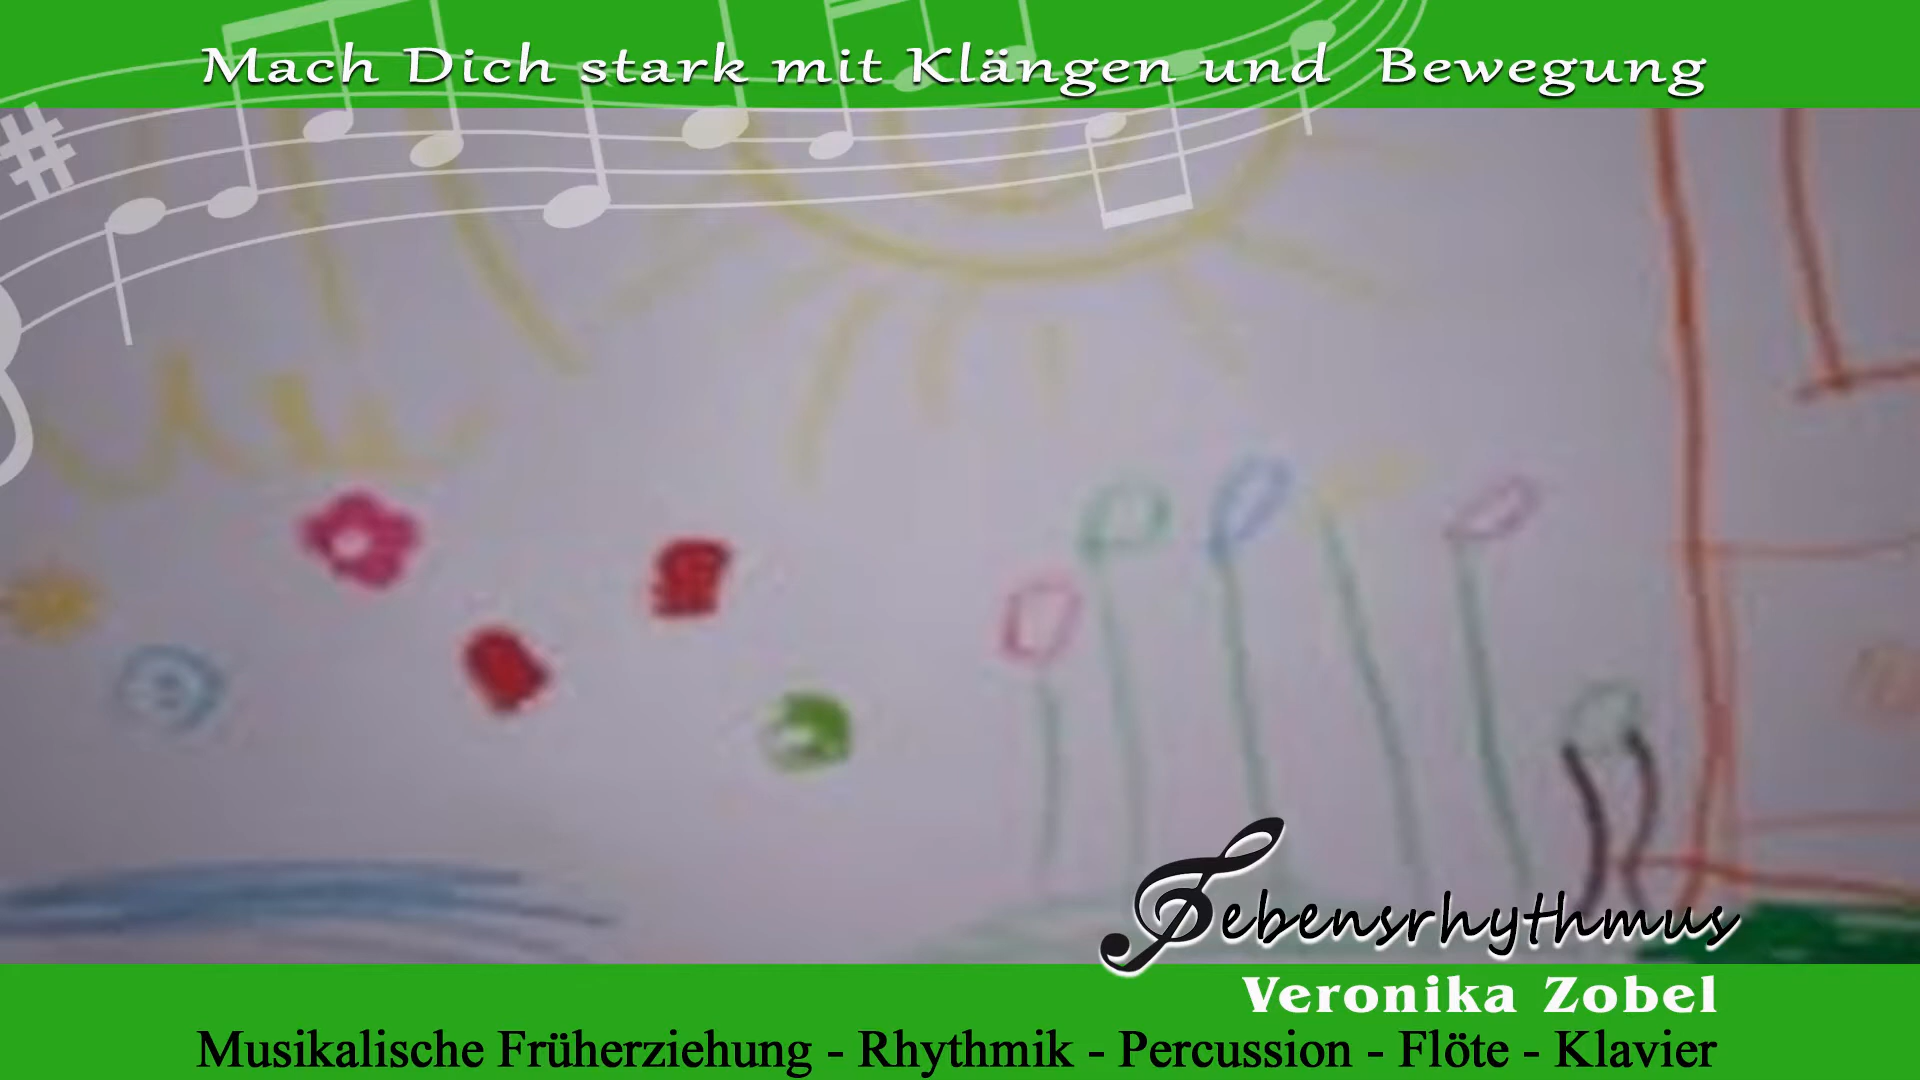 Mach Dich stark mit Klängen und Bewegung
Lebensrhythmus
Veronika Zobel
Musikalische Früherziehung - Rhythmik - Percussion - Flöte - Klavier